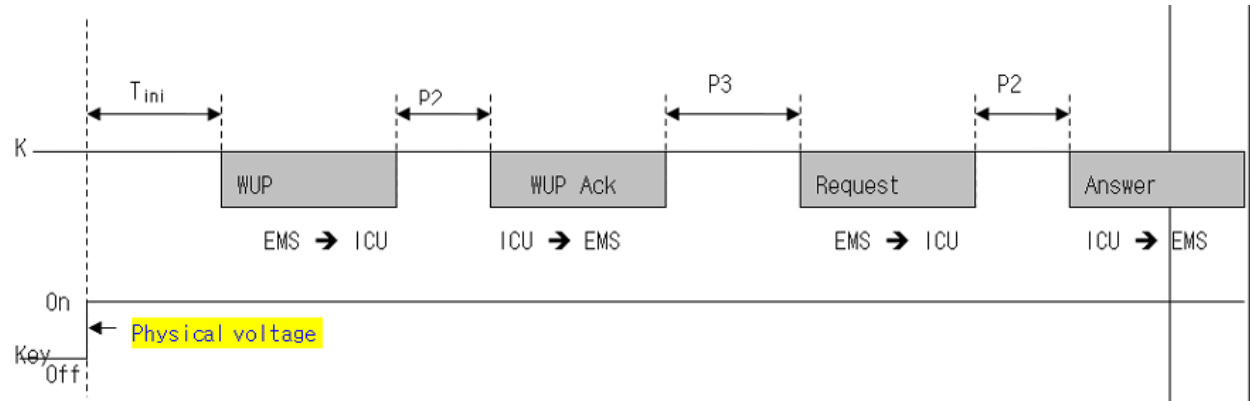 T ini P2 P3 P2
K
WUP WUP Ack Request Answer
EMS → ICU ICU → EMS EMS → ICU ICU → EMS
On
Physical voltage
Key
Off